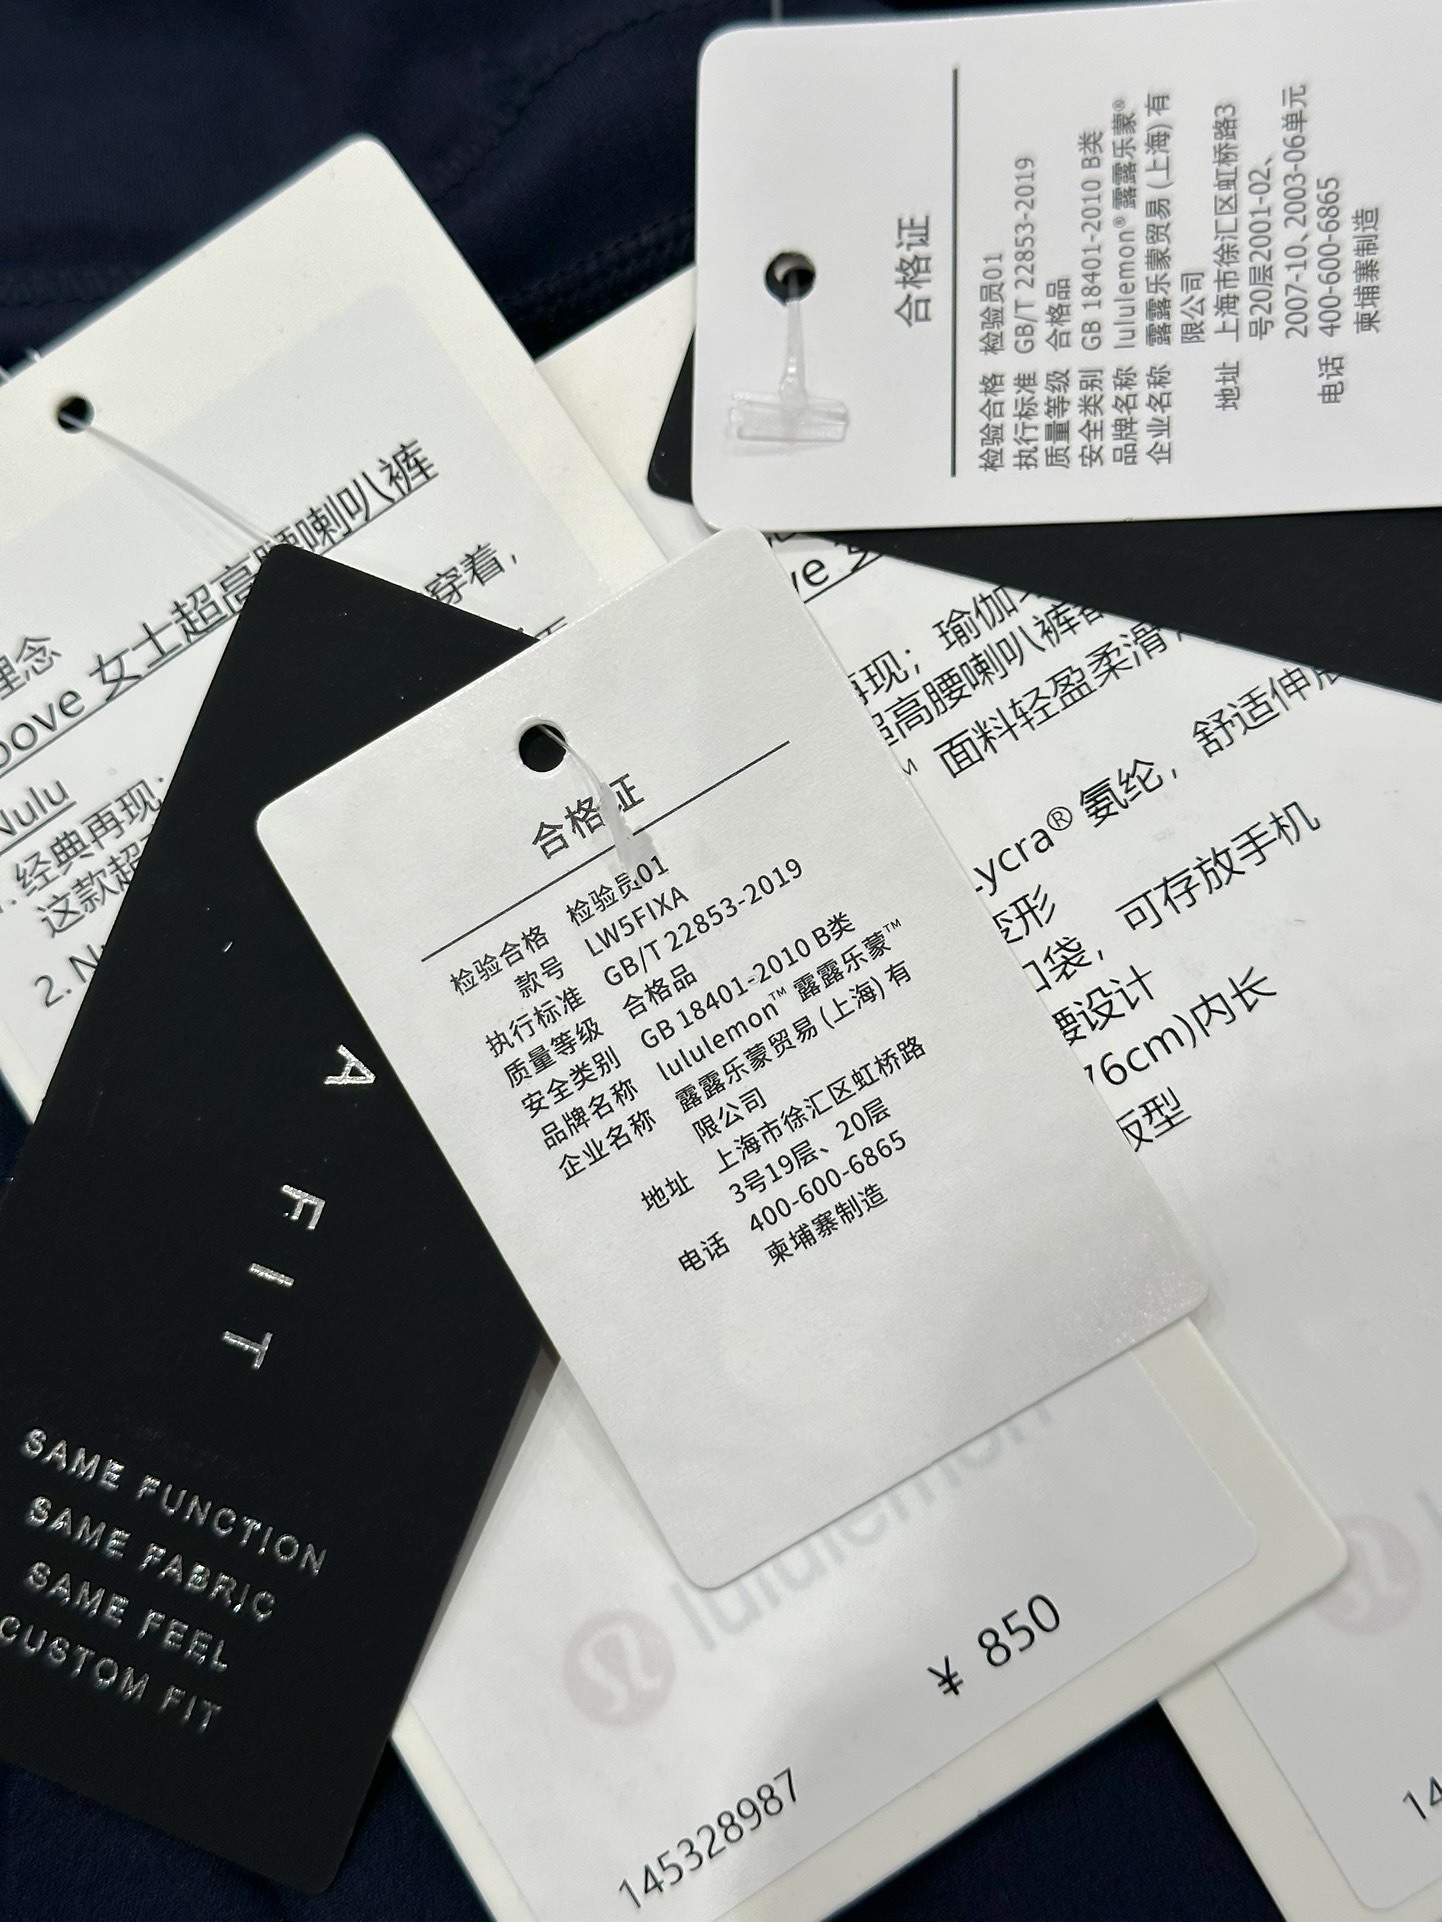 合格证
检验合格 检验员01
执行标准 GB/T 22853-2019
质量等级 合格品
安全类别 GB 18401-2010 B类
品牌名称 lululemon® 露露乐蒙®
企业名称 露露乐蒙贸易 (上海) 有
限公司
地址 上海市徐汇区虹桥路3
号20层2001-02、
2007-10、2003-06单元
电话 400-600-6865
柬埔寨制造
理念
女士超高腰喇叭裤
穿着，
Nulu
1. 经典再现；
这款超
2. N
A
FIT
SAME FUNCTION
SAME FABRIC
SAME FEEL
CUSTOM FIT
合格证
检验合格 检验员01
款号 LW5FIXA
执行标准 GB/T 22853-2019
质量等级 合格品
安全类别 GB 18401-2010 B类
品牌名称 lululemon™ 露露乐蒙™
企业名称 露露乐蒙贸易 (上海) 有
限公司
地址 上海市徐汇区虹桥路
3号19层、20层
电话 400-600-6865
柬埔寨制造
再现；瑜伽
超高腰喇叭裤
面料轻盈柔滑
Lycra® 氨纶，舒适伸展
变形
口袋，可存放手机
腰设计
76cm)内长
版型
lululemon
¥ 850
145328987
14